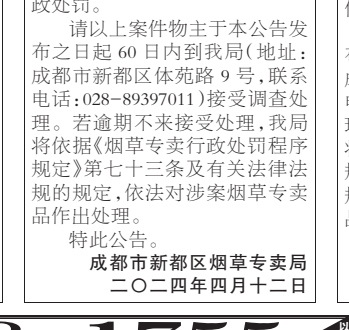 政处罚。
请以上案件物主于本公告发
布之日起 60 日内到我局(地址:
成都市新都区体苑路 9 号,联系
电话:028-89397011)接受调查处
理。若逾期不来接受处理,我局
将依据《烟草专卖行政处罚程序
规定》第七十三条及有关法律法
规的规定,依法对涉案烟草专卖
品作出处理。
特此公告。
成都市新都区烟草专卖局
二〇二四年四月十二日